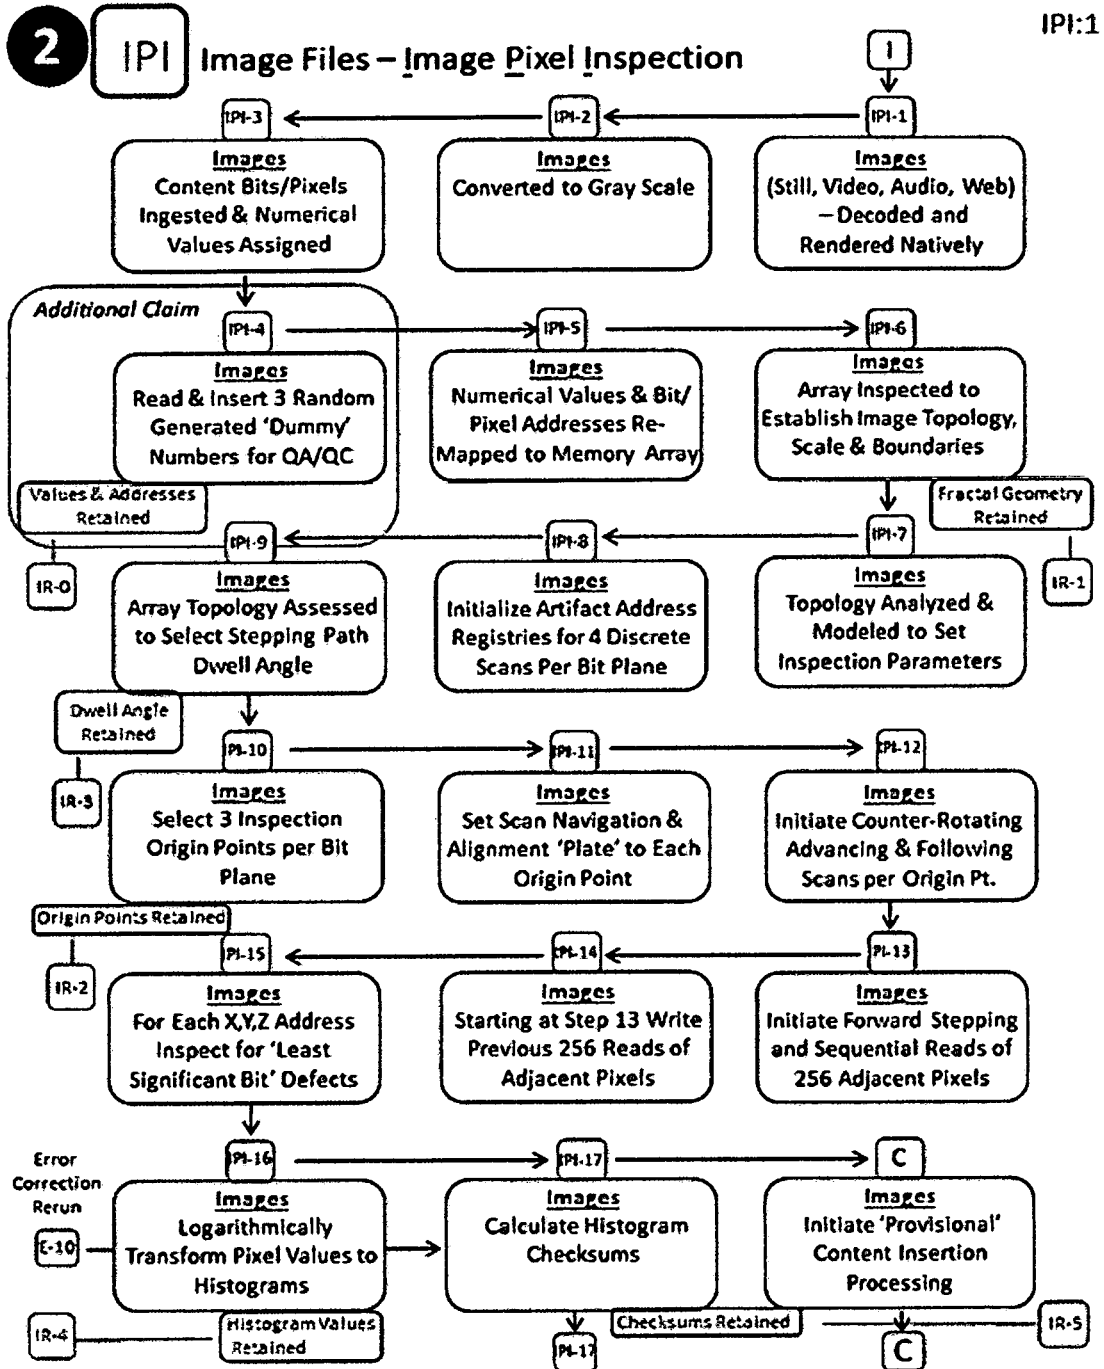 IPI:1
2
IPI
Image Files – Image Pixel Inspection
I
IPI-1
Images
(Still, Video, Audio, Web)
– Decoded and
Rendered Natively
IPI-2
Images
Converted to Gray Scale
IPI-3
Images
Content Bits/Pixels
Ingested & Numerical
Values Assigned
Additional Claim
IPI-4
Images
Read & Insert 3 Random
Generated 'Dummy'
Numbers for QA/QC
Values & Addresses
Retained
IR-0
IPI-5
Images
Numerical Values & Bit/
Pixel Addresses Re-
Mapped to Memory Array
IPI-6
Images
Array Inspected to
Establish Image Topology,
Scale & Boundaries
Fractal Geometry
Retained
IR-1
IPI-7
Images
Topology Analyzed &
Modeled to Set
Inspection Parameters
IPI-8
Images
Initialize Artifact Address
Registries for 4 Discrete
Scans Per Bit Plane
IPI-9
Images
Array Topology Assessed
to Select Stepping Path
Dwell Angle
Dwell Angle
Retained
IR-3
IPI-10
Images
Select 3 Inspection
Origin Points per Bit
Plane
Origin Points Retained
IR-2
IPI-11
Images
Set Scan Navigation &
Alignment 'Plate' to Each
Origin Point
IPI-12
Images
Initiate Counter-Rotating
Advancing & Following
Scans per Origin Pt.
IPI-13
Images
Initiate Forward Stepping
and Sequential Reads of
256 Adjacent Pixels
IPI-14
Images
Starting at Step 13 Write
Previous 256 Reads of
Adjacent Pixels
IPI-15
Images
For Each X,Y,Z Address
Inspect for 'Least
Significant Bit' Defects
Error
Correction
Rerun
E-10
IPI-16
Images
Logarithmically
Transform Pixel Values to
Histograms
IR-4
Histogram Values
Retained
IPI-17
Images
Calculate Histogram
Checksums
IPI-17
Checksums Retained
IR-5
C
Images
Initiate 'Provisional'
Content Insertion
Processing
C